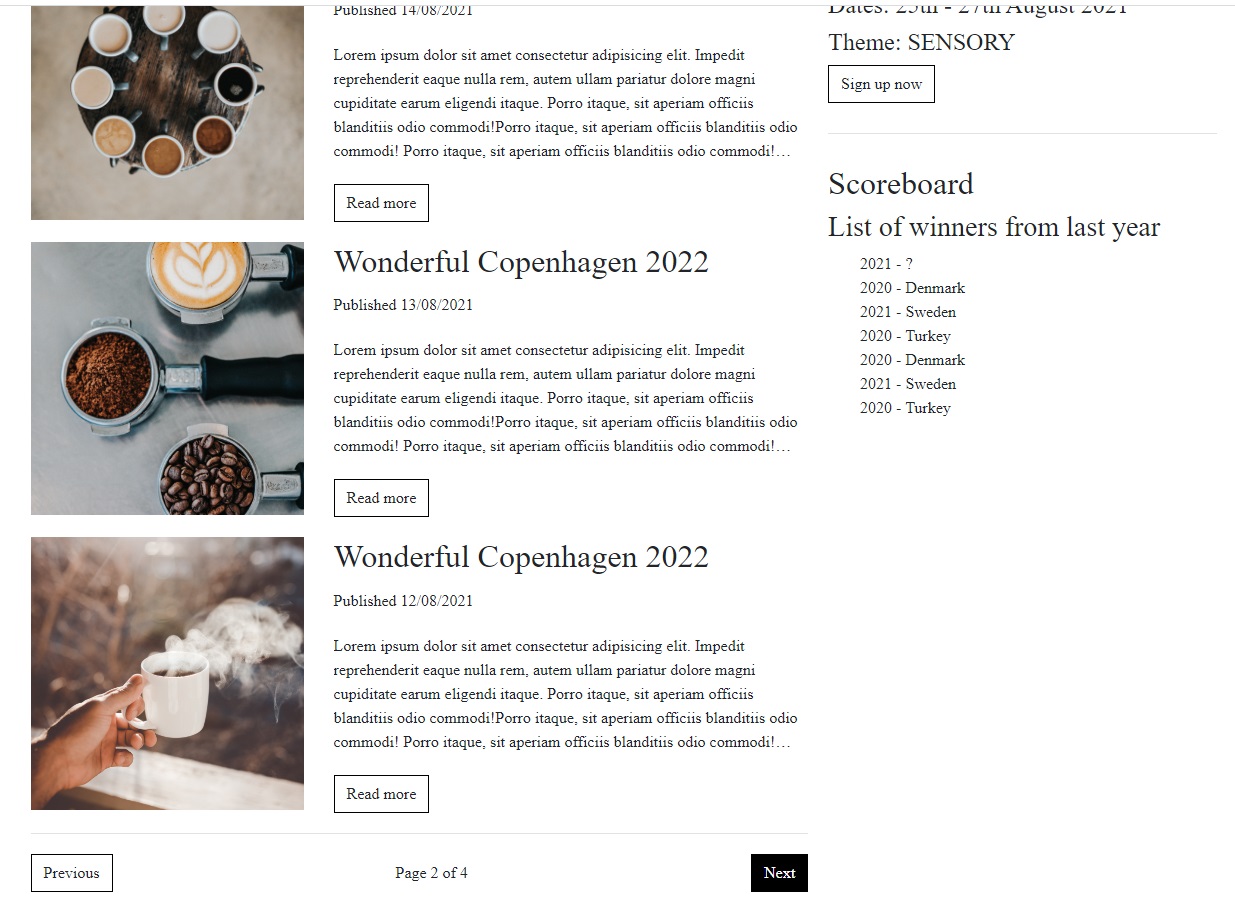 Published 14/08/2021
Lorem ipsum dolor sit amet consectetur adipisicing elit. Impedit
reprehenderit eaque nulla rem, autem ullam pariatur dolore magni
cupiditate earum eligendi itaque. Porro itaque, sit aperiam officiis
blanditiis odio commodi!Porro itaque, sit aperiam officiis blanditiis odio
commodi! Porro itaque, sit aperiam officiis blanditiis odio commodi!…
Read more
Wonderful Copenhagen 2022
Published 13/08/2021
Lorem ipsum dolor sit amet consectetur adipisicing elit. Impedit
reprehenderit eaque nulla rem, autem ullam pariatur dolore magni
cupiditate earum eligendi itaque. Porro itaque, sit aperiam officiis
blanditiis odio commodi!Porro itaque, sit aperiam officiis blanditiis odio
commodi! Porro itaque, sit aperiam officiis blanditiis odio commodi!…
Read more
Wonderful Copenhagen 2022
Published 12/08/2021
Lorem ipsum dolor sit amet consectetur adipisicing elit. Impedit
reprehenderit eaque nulla rem, autem ullam pariatur dolore magni
cupiditate earum eligendi itaque. Porro itaque, sit aperiam officiis
blanditiis odio commodi!Porro itaque, sit aperiam officiis blanditiis odio
commodi! Porro itaque, sit aperiam officiis blanditiis odio commodi!…
Read more
Previous
Page 2 of 4
Next
Dates: 25th - 27th August 2021
Theme: SENSORY
Sign up now
Scoreboard
List of winners from last year
2021 - ?
2020 - Denmark
2021 - Sweden
2020 - Turkey
2020 - Denmark
2021 - Sweden
2020 - Turkey